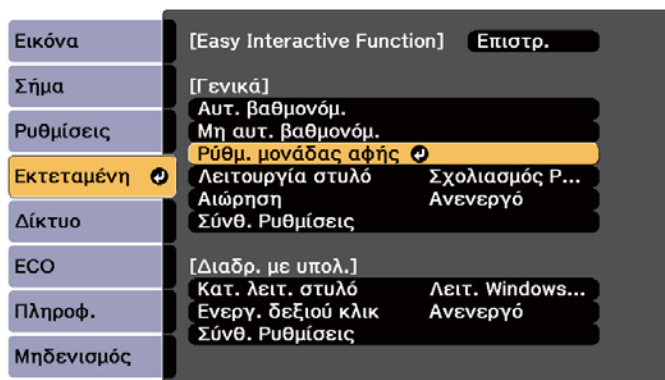 Εικόνα
Σήμα
Ρυθμίσεις
Εκτεταμένη
Δίκτυο
ECO
Πληροφ.
Μηδενισμός
[Easy Interactive Function] Επιστρ.
[Γενικά]
Αυτ. βαθμονόμ.
Μη αυτ. βαθμονόμ.
Ρύθμ. μονάδας αφής
Λειτουργία στυλό Σχολιασμός Ρ...
Αιώρηση Ανενεργό
Σύνθ. Ρυθμίσεις
[Διαδρ. με υπολ.]
Κατ. λειτ. στυλό Λειτ. Windows...
Ενεργ. δεξιού κλικ Ανενεργό
Σύνθ. Ρυθμίσεις